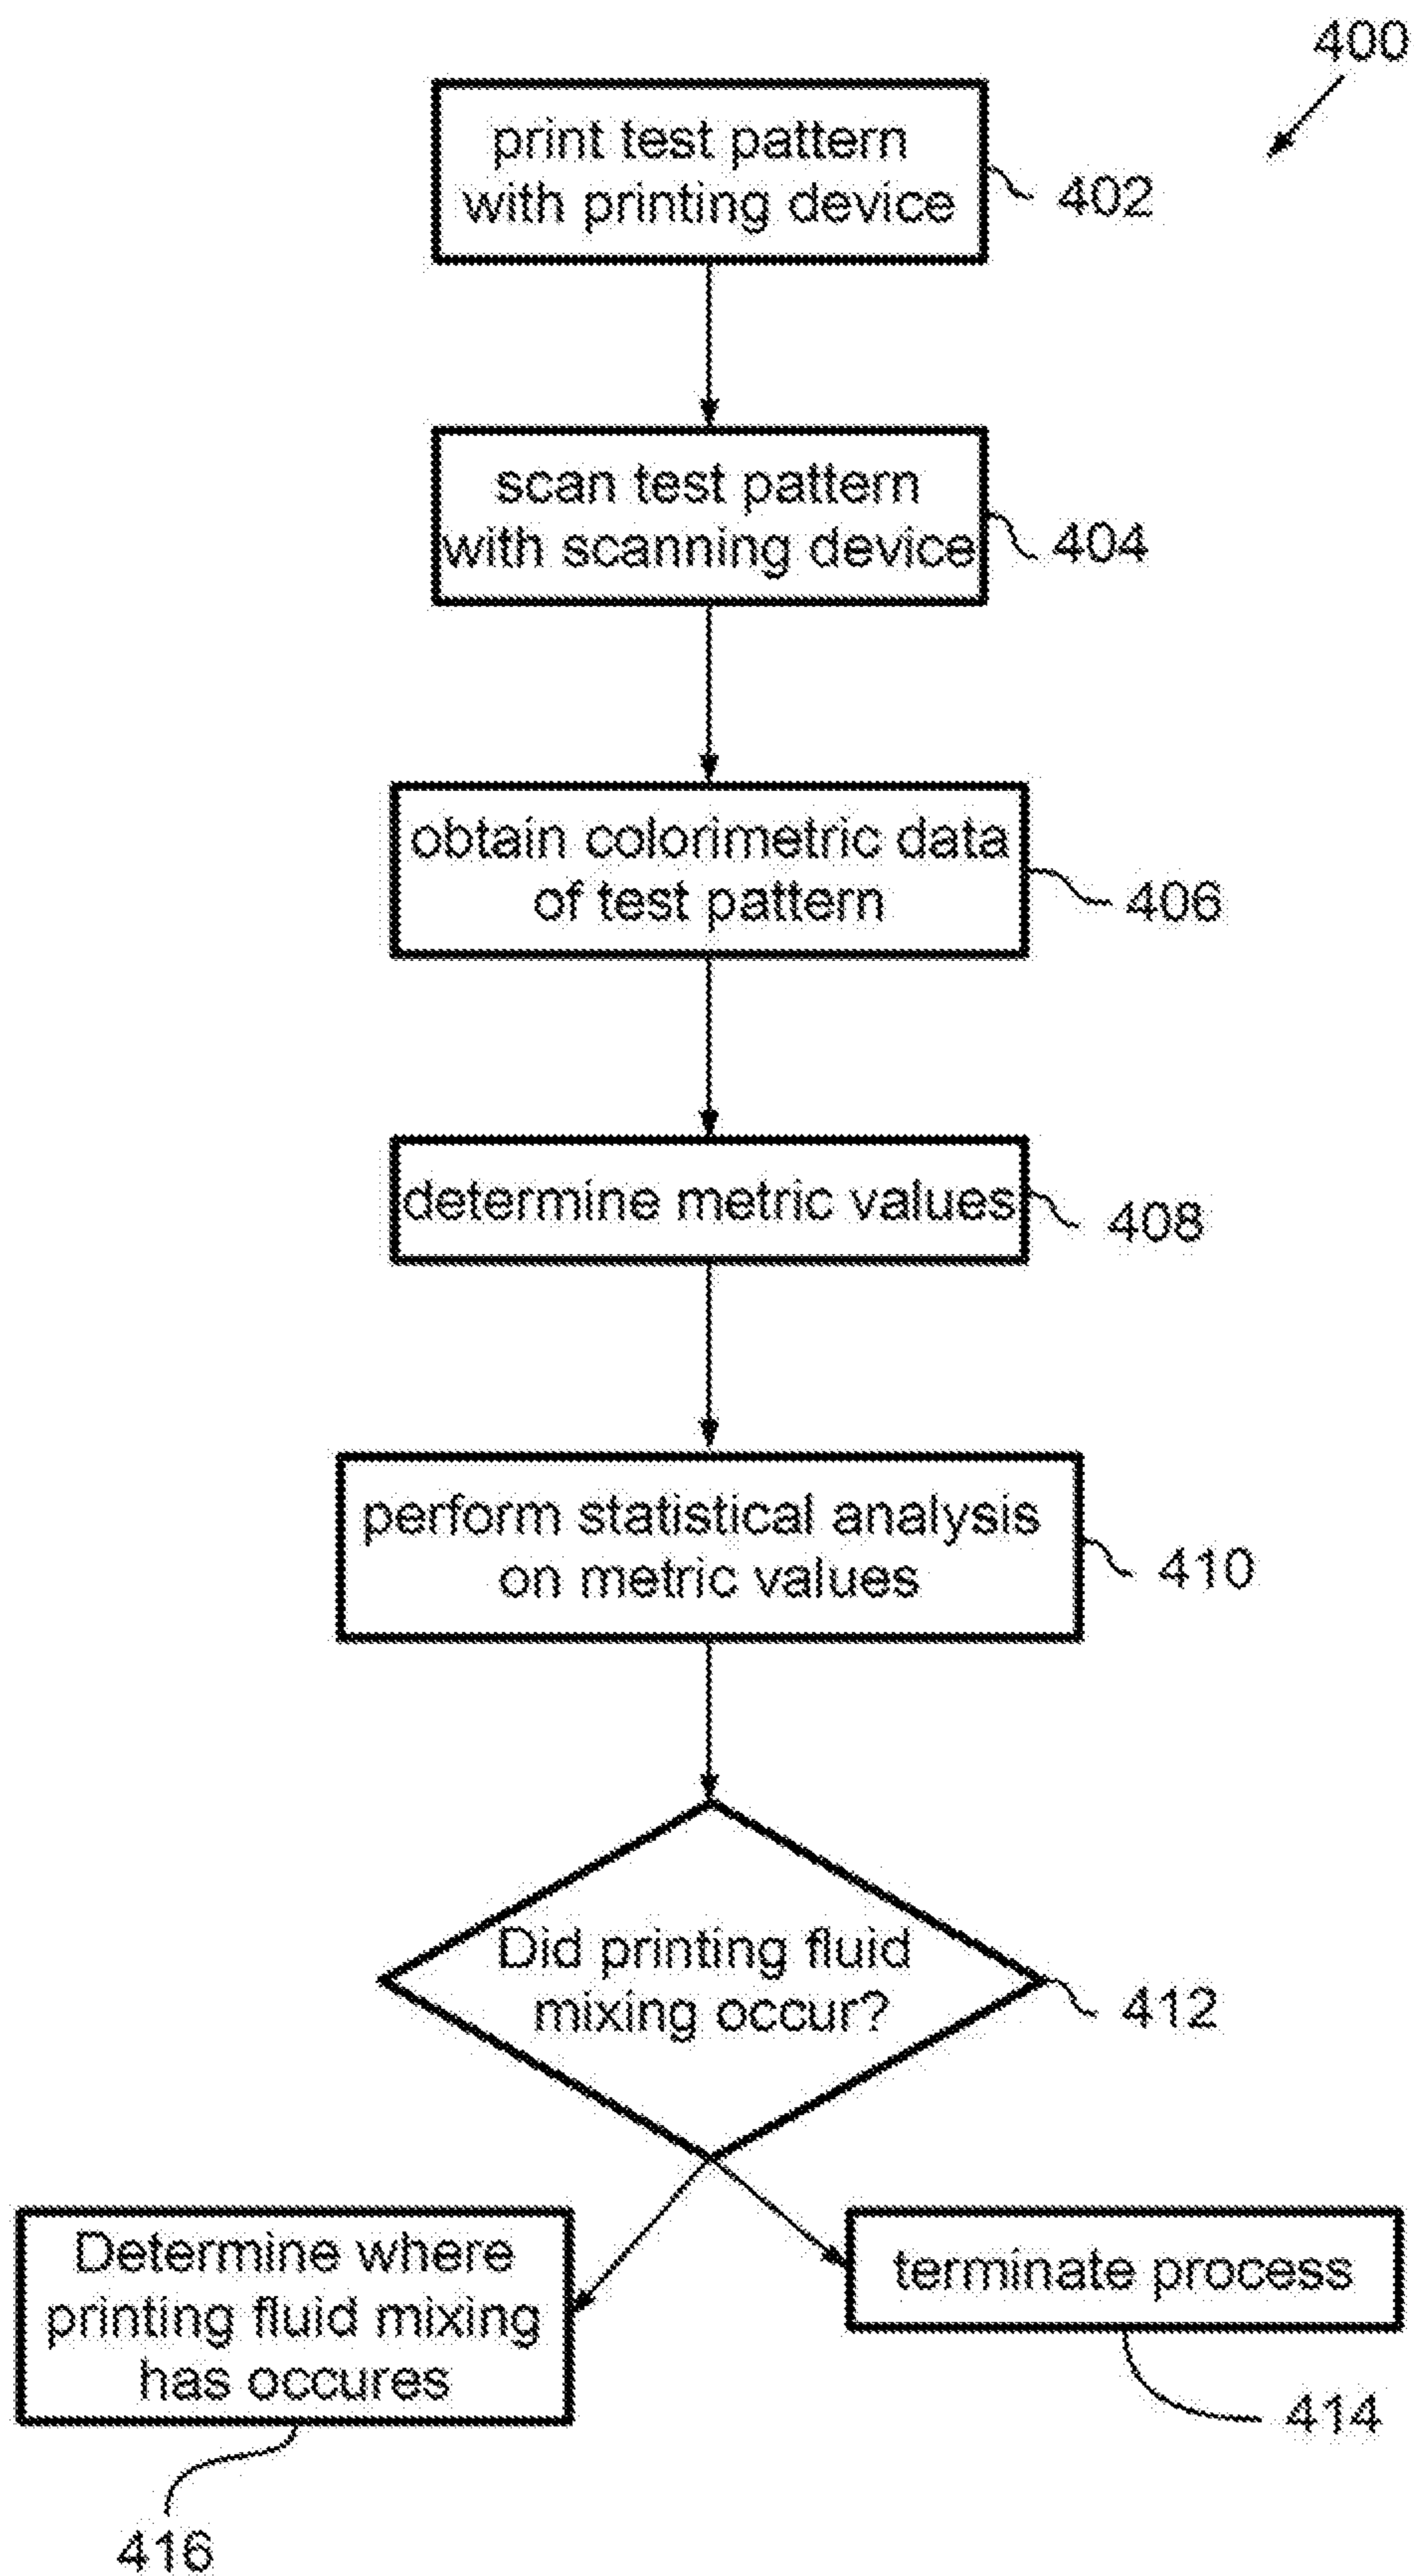 400
print test pattern
with printing device
402
scan test pattern
with scanning device
404
obtain colorimetric data
of test pattern
406
determine metric values
408
perform statistical analysis
on metric values
410
Did printing fluid
mixing occur?
412
Determine where
printing fluid mixing
has occures
416
terminate process
414